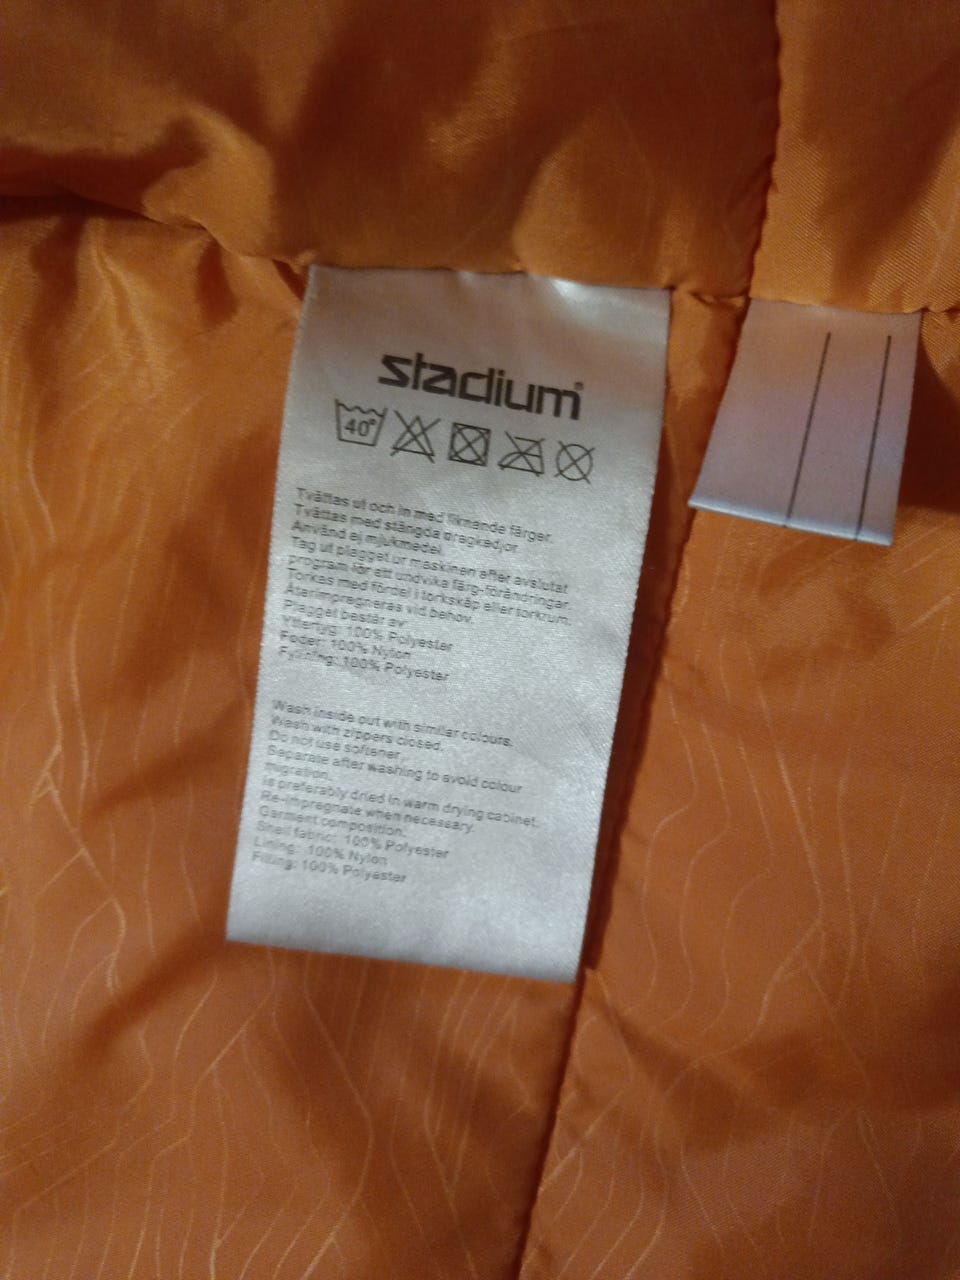 stadium®
40°
Tvättas ut och in med liknande färger.
Tvättas med stängda dragkedjor.
Använd ej mjukmedel.
Tag ut plagget ur maskinen efter avslutat
program för att undvika färg-förändringar.
Torkas med fördel i torkskåp eller torkrum.
Återimpregneras vid behov.
Plagget består av:
Yttertyg: 100% Polyester
Foder: 100% Nylon
Fyllning: 100% Polyester
Wash inside out with similar colours.
Wash with zippers closed.
Do not use softener.
Separate after washing to avoid colour
migration.
Is preferably dried in warm drying cabinet.
Re-impregnate when necessary.
Garment composition:
Shell fabric: 100% Polyester
Lining: 100% Nylon
Filling: 100% Polyester